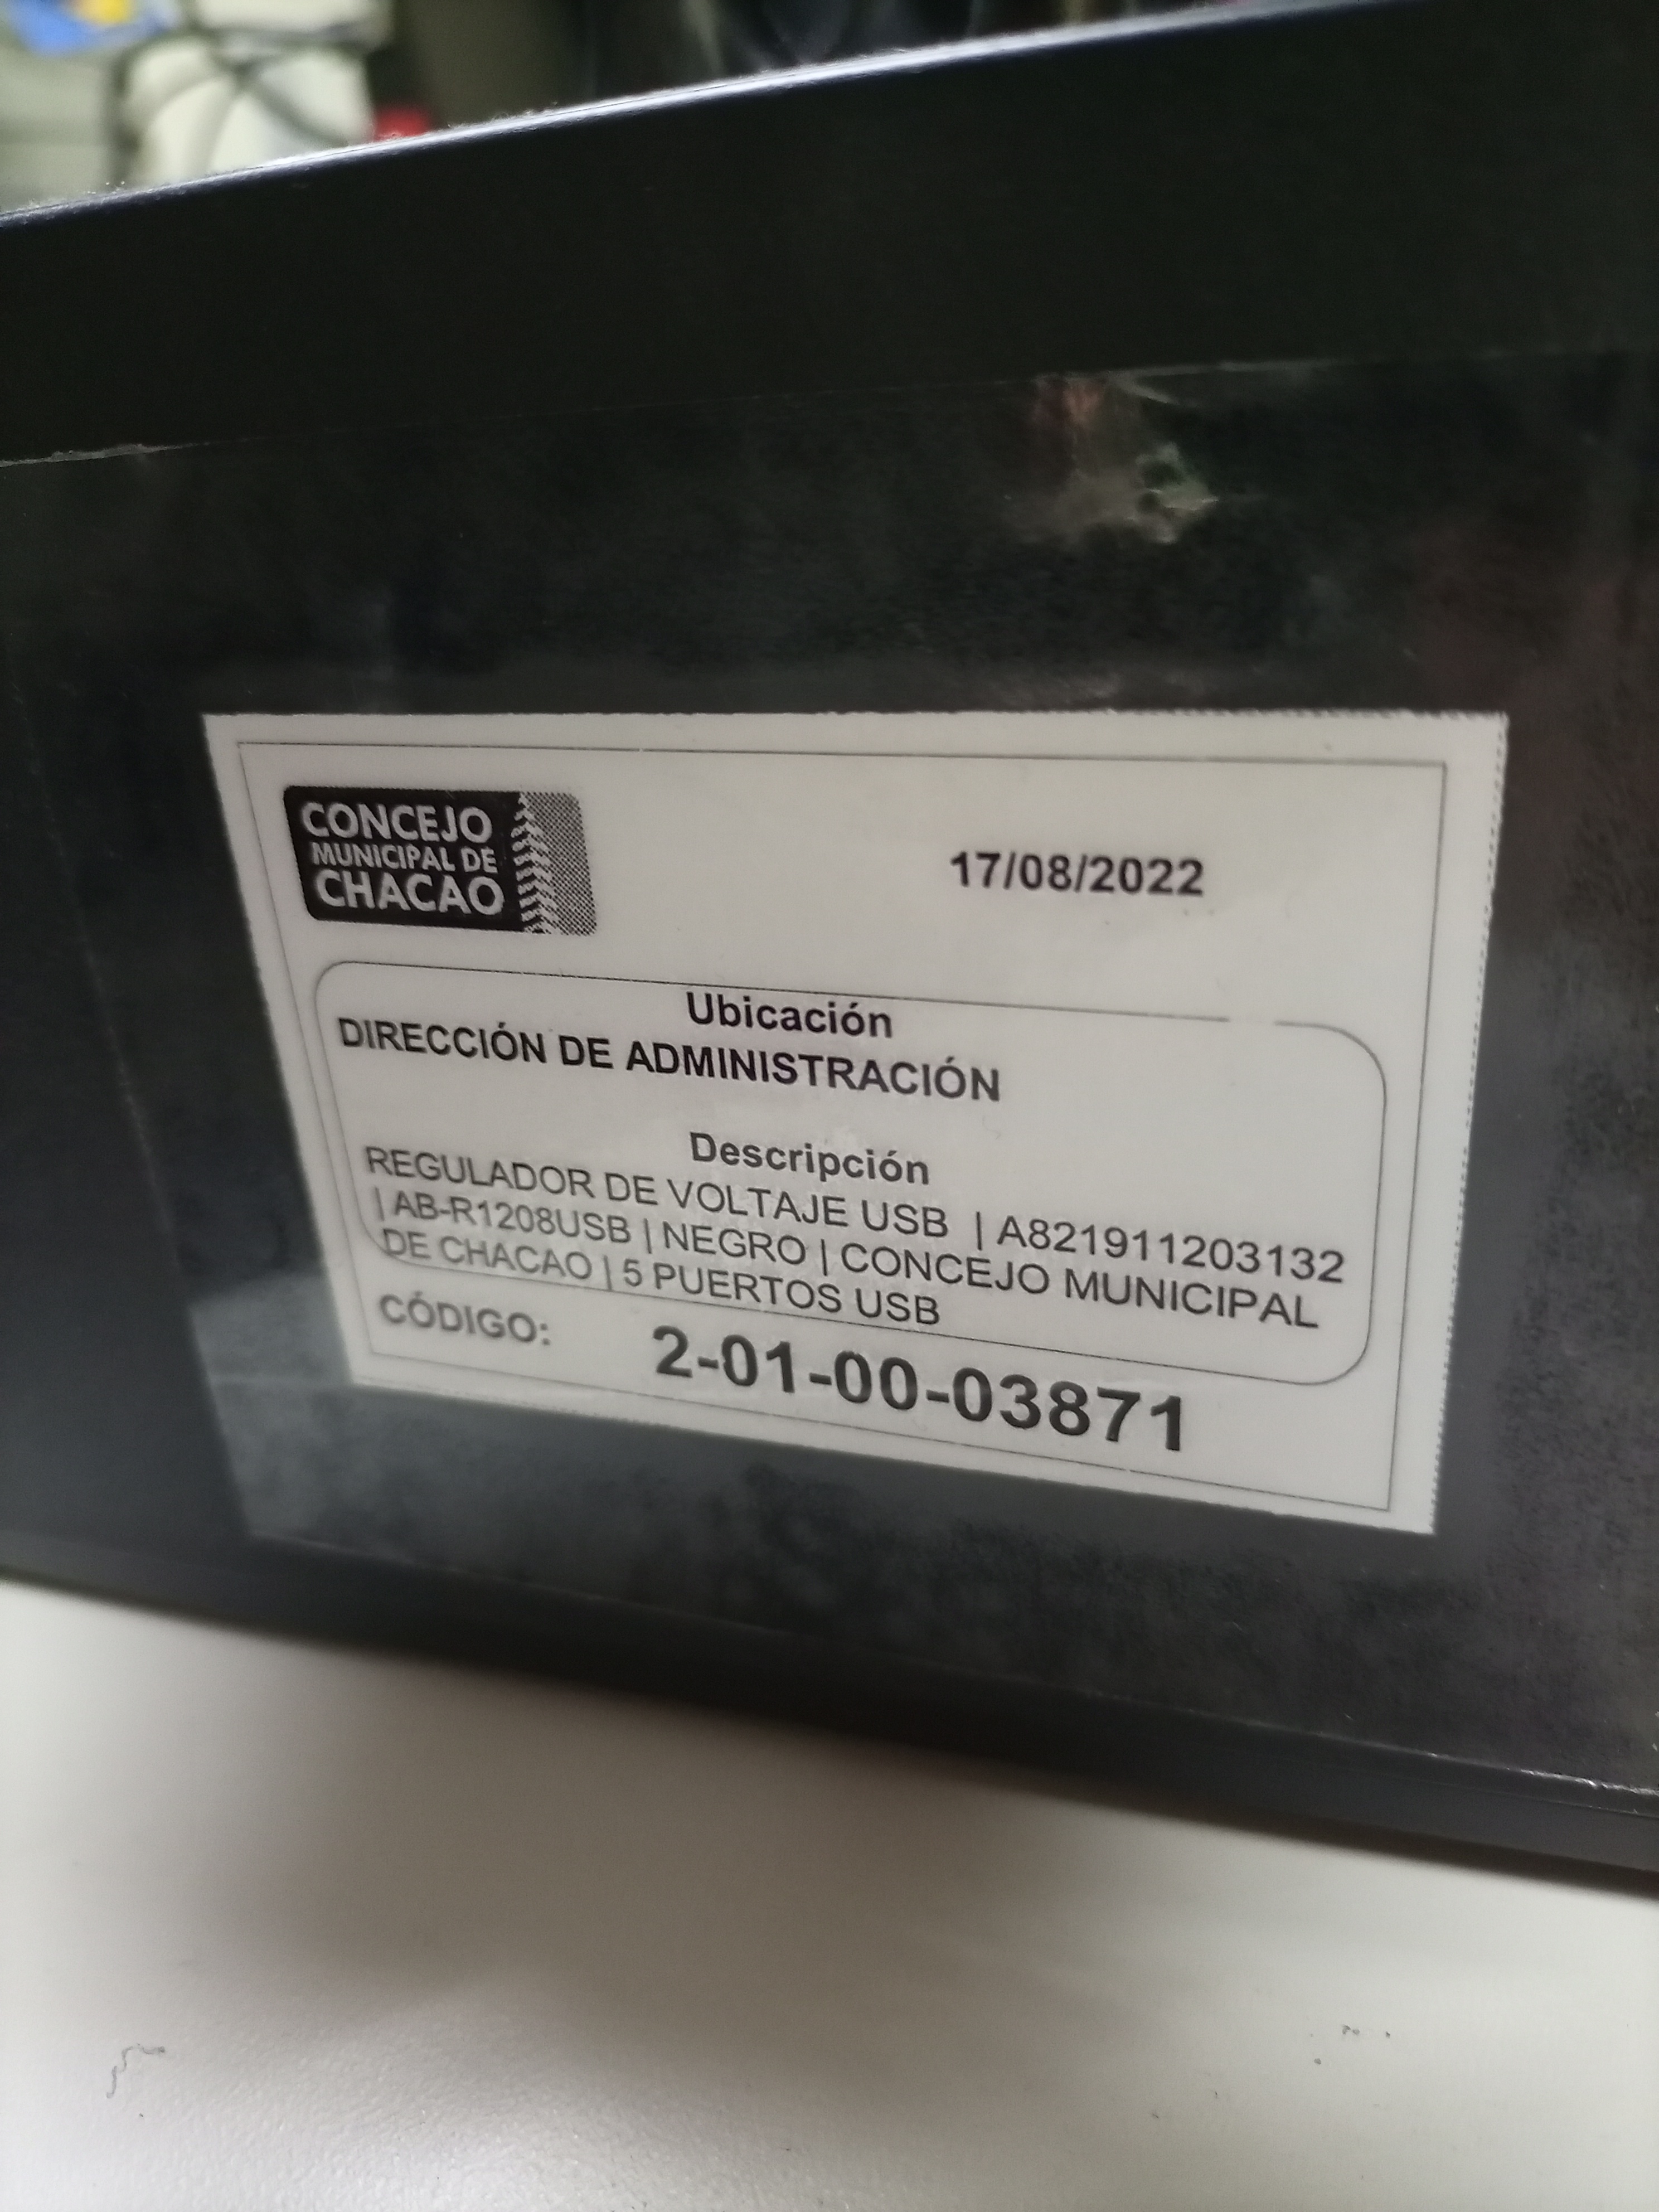 CONCEJO
MUNICIPAL DE
CHACAO
17/08/2022
Ubicación
DIRECCIÓN DE ADMINISTRACIÓN
Descripción
REGULADOR DE VOLTAJE USB | A821911203132
| AB-R1208USB | NEGRO | CONCEJO MUNICIPAL
DE CHACAO | 5 PUERTOS USB
CÓDIGO: 2-01-00-03871